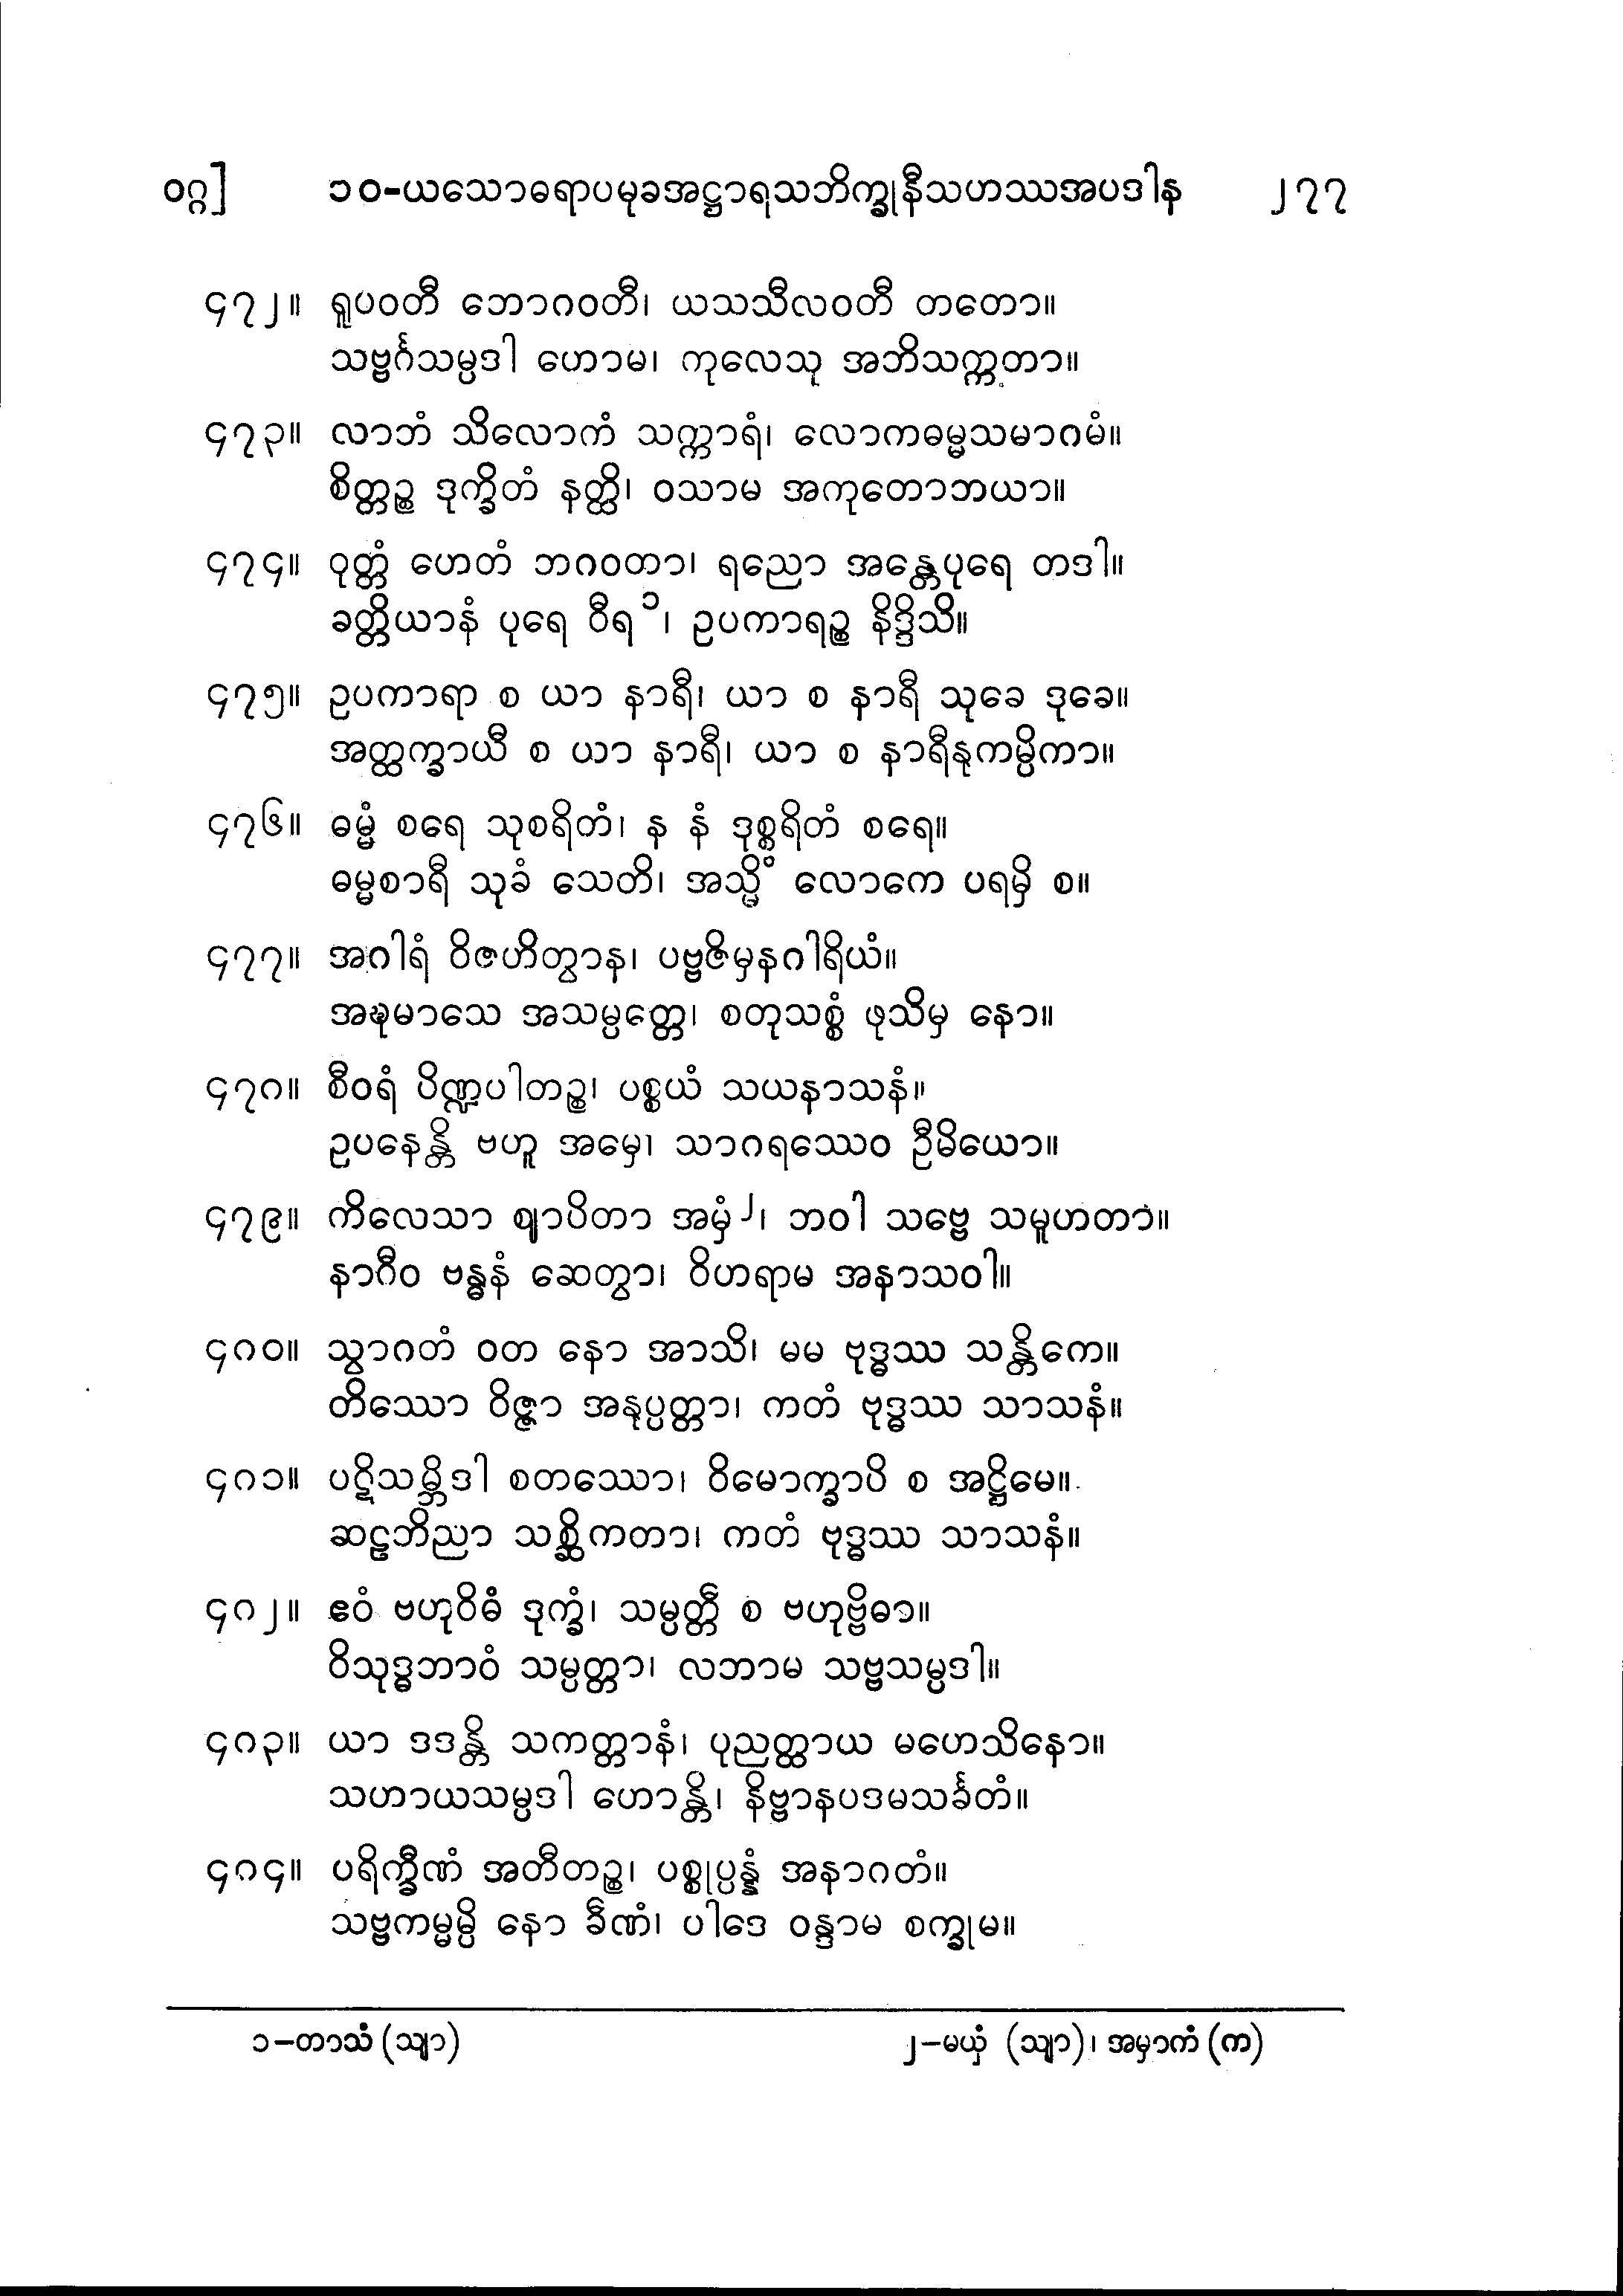 ဝဂ္ဂ] ၁၀-ယသောဓရာပမုခအဋ္ဌာရသဘိက္ခုနီသဟဿအပဒါန ၂၇၇
၄၇၂။ ရူပဝတီ ဘောဂဝတီ၊ ယသသီလဝတီ တတော။
သဗ္ဗင်္ဂသမ္ပဒါ ဟောမ၊ ကုလေသု အဘိသက္ကတာ။
၄၇၃။ လာဘံ သိလောကံ သက္ကာရံ၊ လောကဓမ္မသမာဂမံ။
စိတ္တဉ္စ ဒုက္ခိတံ နတ္ထိ၊ ဝသာမ အကုတောဘယာ။
၄၇၄။ ဝုတ္တံ ဟေတံ ဘဂဝတာ၊ ရညော အန္တေပုရေ တဒါ။
ခတ္တိယာနံ ပုရေ ဝီရ၁၊ ဥပကာရဉ္စ နိဒ္ဒိသိ။
၄၇၅။ ဥပကာရာ စ ယာ နာရီ၊ ယာ စ နာရီ သုခေ ဒုခေ။
အတ္ထက္ခာယီ စ ယာ နာရီ၊ ယာ စ နာရီနုကမ္ပိကာ။
၄၇၆။ ဓမ္မံ စရေ သုစရိတံ၊ န နံ ဒုစ္စရိတံ စရေ။
ဓမ္မစာရီ သုခံ သေတိ၊ အသ္မိံ လောကေ ပရမှိ စ။
၄၇၇။ အဂါရံ ဝိဇဟိတွာန၊ ပဗ္ဗဇိမှနဂါရိယံ။
အဍ္ဎမာသေ အသမ္ပတ္တေ၊ စတုသစ္စံ ဖုသိမှ နော။
၄၇၈။ စီဝရံ ပိဏ္ဍပါတဉ္စ၊ ပစ္စယံ သယနာသနံ။
ဥပနေန္တိ ဗဟူ အမှေ၊ သာဂရဿေဝ ဦမိယော။
၄၇၉။ ကိလေသာ ဈာပိတာ အမှံ၂၊ ဘဝါ သဗ္ဗေ သမူဟတာ။
နာဂီဝ ဗန္ဓနံ ဆေတွာ၊ ဝိဟရာမ အနာသဝါ။
၄၈၀။ သွာဂတံ ဝတ နော အာသိ၊ မမ ဗုဒ္ဓဿ သန္တိကေ။
တိဿော ဝိဇ္ဇာ အနုပ္ပတ္တာ၊ ကတံ ဗုဒ္ဓဿ သာသနံ။
၄၈၁။ ပဋိသမ္ဘိဒါ စတဿော၊ ဝိမောက္ခာပိ စ အဋ္ဌိမေ။
ဆဠဘိညာ သစ္ဆိကတာ၊ ကတံ ဗုဒ္ဓဿ သာသနံ။
၄၈၂။ ဧဝံ ဗဟုဝိဓံ ဒုက္ခံ၊ သမ္ပတ္တီ စ ဗဟုဗ္ဗိဓာ။
ဝိသုဒ္ဓဘာဝံ သမ္ပတ္တာ၊ လဘာမ သဗ္ဗသမ္ပဒါ။
၄၈၃။ ယာ ဒဒန္တိ သကတ္တာနံ၊ ပုညတ္ထာယ မဟေသိနော။
သဟာယသမ္ပဒါ ဟောန္တိ၊ နိဗ္ဗာနပဒမသင်္ခတံ။
၄၈၄။ ပရိက္ခီဏံ အတီတဉ္စ၊ ပစ္စုပ္ပန္နံ အနာဂတံ။
သဗ္ဗကမ္မမ္ပိ နော ခီဏံ၊ ပါဒေ ဝန္ဒာမ စက္ခုမ။
၁–တာသံ (သျာ) ၂–မယှံ (သျာ)၊ အမှာကံ (က)